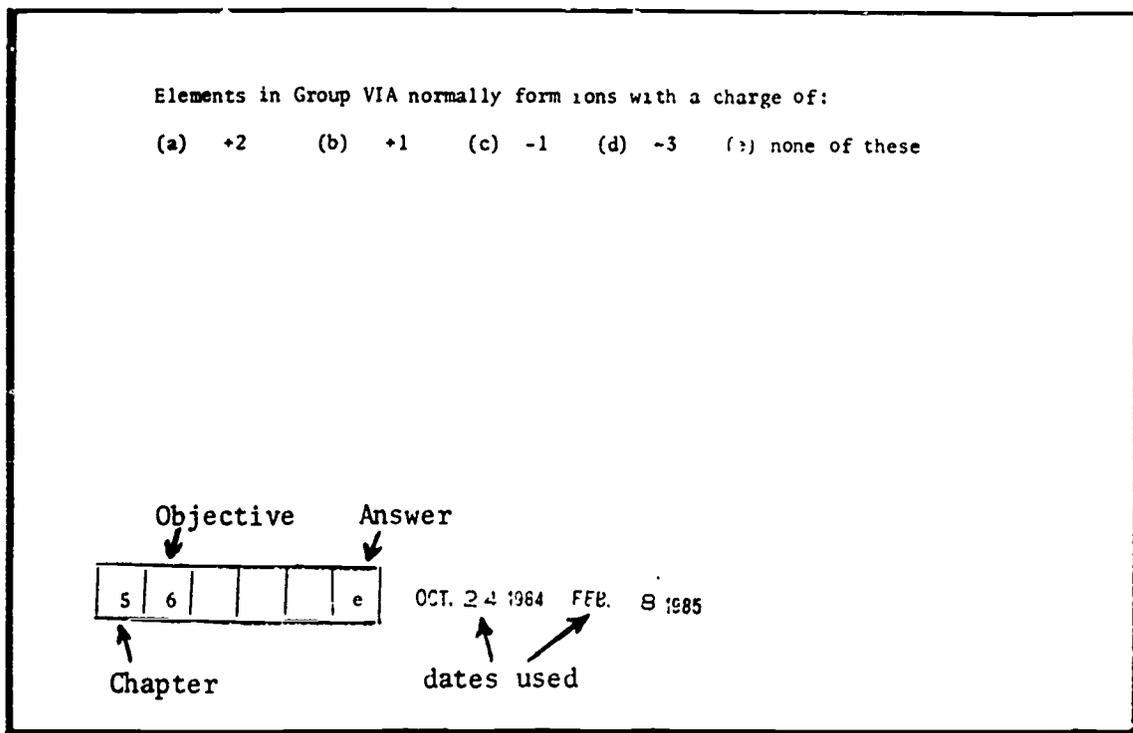 Elements in Group VIA normally form ions with a charge of:
(a) +2 (b) +1 (c) -1 (d) -3 (e) none of these
Objective Answer
5 6 e OCT. 24 1984 FEB. 8 1985
Chapter dates used